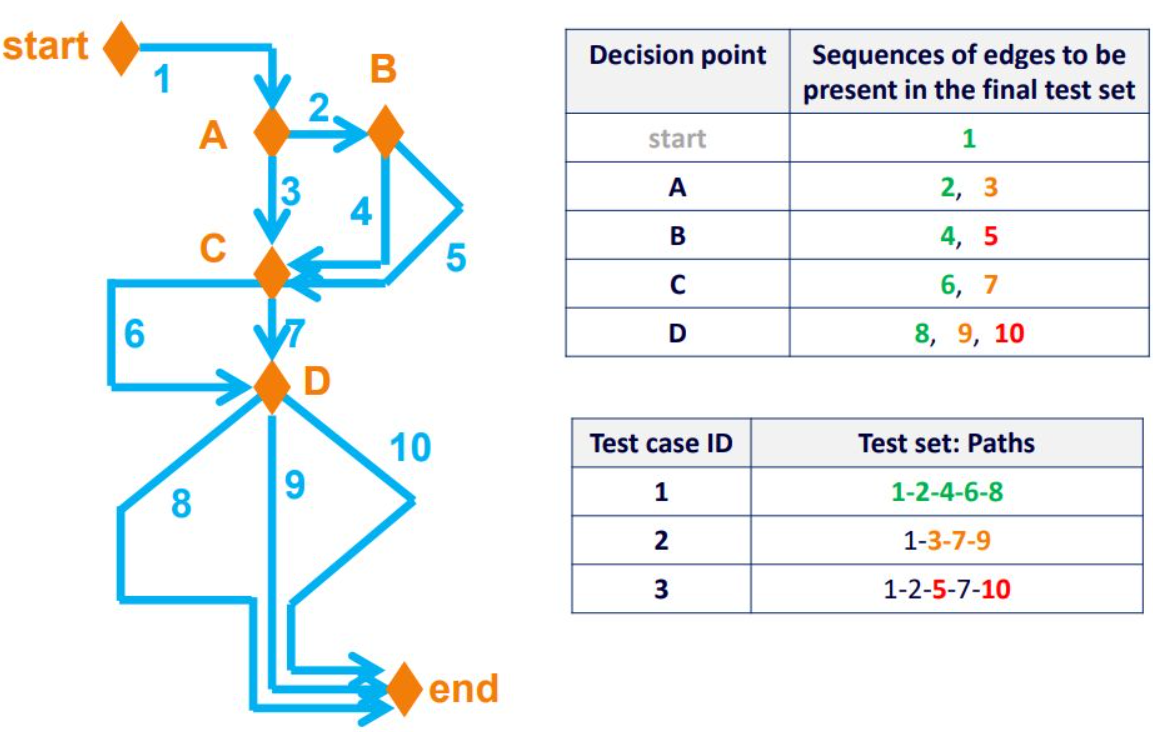 start
1
B
2
A
3
4
5
C
6
7
D
10
9
8
end
Decision point
Sequences of edges to be
present in the final test set
start
1
A
2, 3
B
4, 5
C
6, 7
D
8, 9, 10
Test case ID
Test set: Paths
1
1-2-4-6-8
2
1-3-7-9
3
1-2-5-7-10